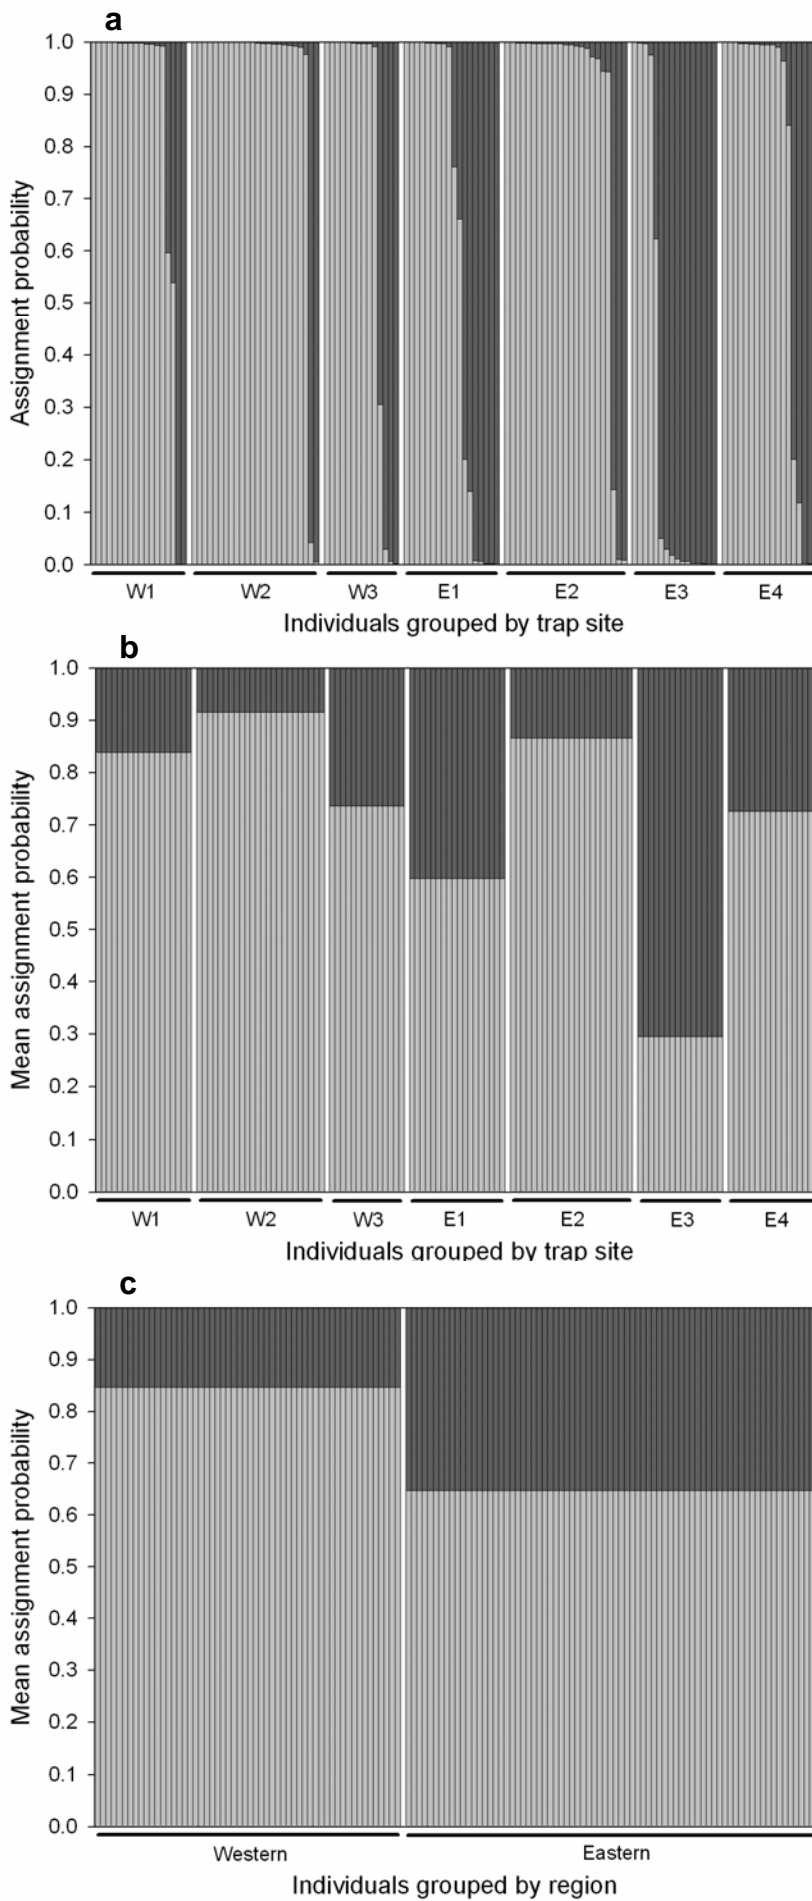 a
1.0
0.9
0.8
0.7
0.6
0.5
0.4
0.3
0.2
0.1
0.0
Assignment probability
W1 W2 W3 E1 E2 E3 E4
Individuals grouped by trap site
b
1.0
0.9
0.8
0.7
0.6
0.5
0.4
0.3
0.2
0.1
0.0
Mean assignment probability
W1 W2 W3 E1 E2 E3 E4
Individuals grouped by trap site
c
1.0
0.9
0.8
0.7
0.6
0.5
0.4
0.3
0.2
0.1
0.0
Mean assignment probability
Western Eastern
Individuals grouped by region